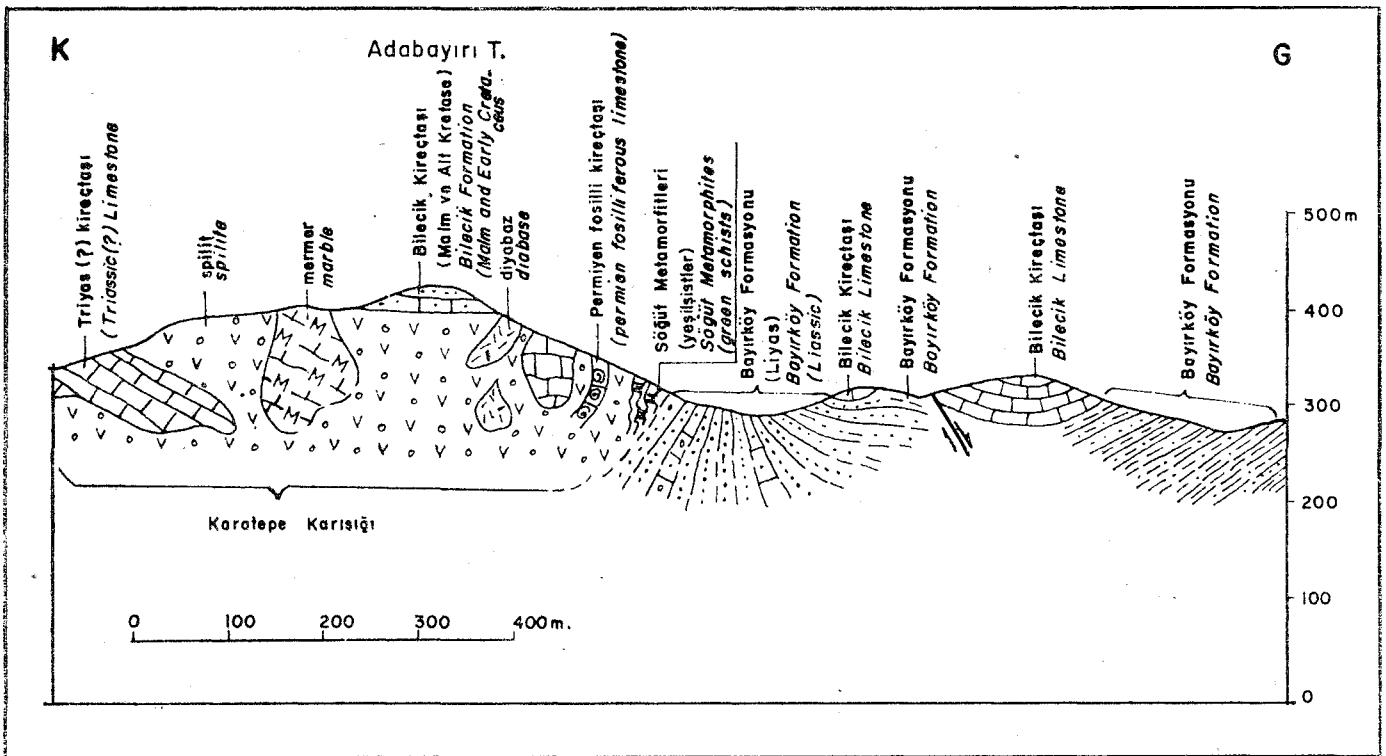 K
Adabayırı T.
G
Triyas (?) kireçtaşı
(Triassic(?) Limestone
spilit
spilite
mermer
marble
Bilecik Kireçtaşı
(Malm vn Alt Kretase)
Bilecik Formation
(Malm and Early Creta-
ceus
diyabaz
diabase
Permiyen fosilli kireçtaşı
(permien fosilliferous limestone)
Söğüt Metamorfitleri
(yeşilşistler)
Söğüt Metamorphites
(green schists)
Bayırköy Formasyonu
(Liyas)
Bayırköy Formation
(Liassic)
Bilecik Kireçtaşı
Bilecik Limestone
Bayırköy Formasyonu
Bayırköy Formation
Bilecik Kireçtaşı
Bilecik Limestone
Bayırköy Formasyonu
Bayırköy Formation
500m
400
300
200
100
0
Karatepe Karışığı
0 100 200 300 400m.